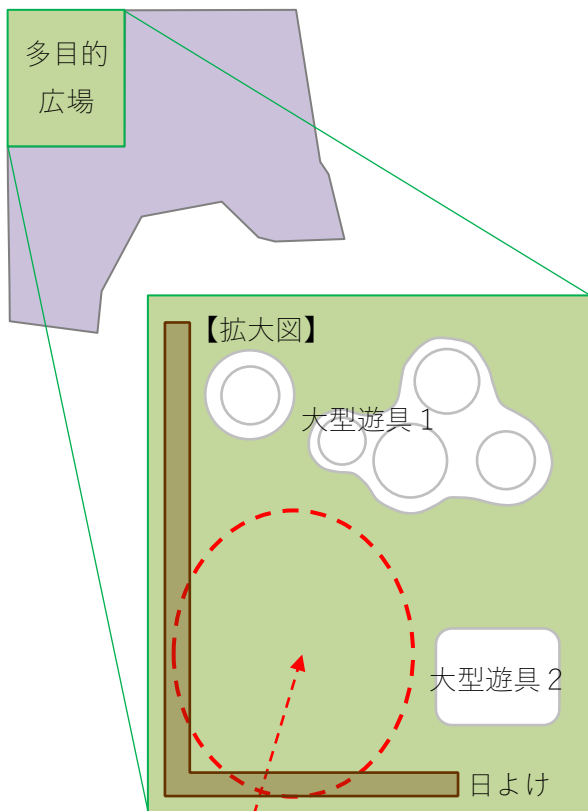 多目的
広場
【拡大図】
大型遊具１
大型遊具２
日よけ